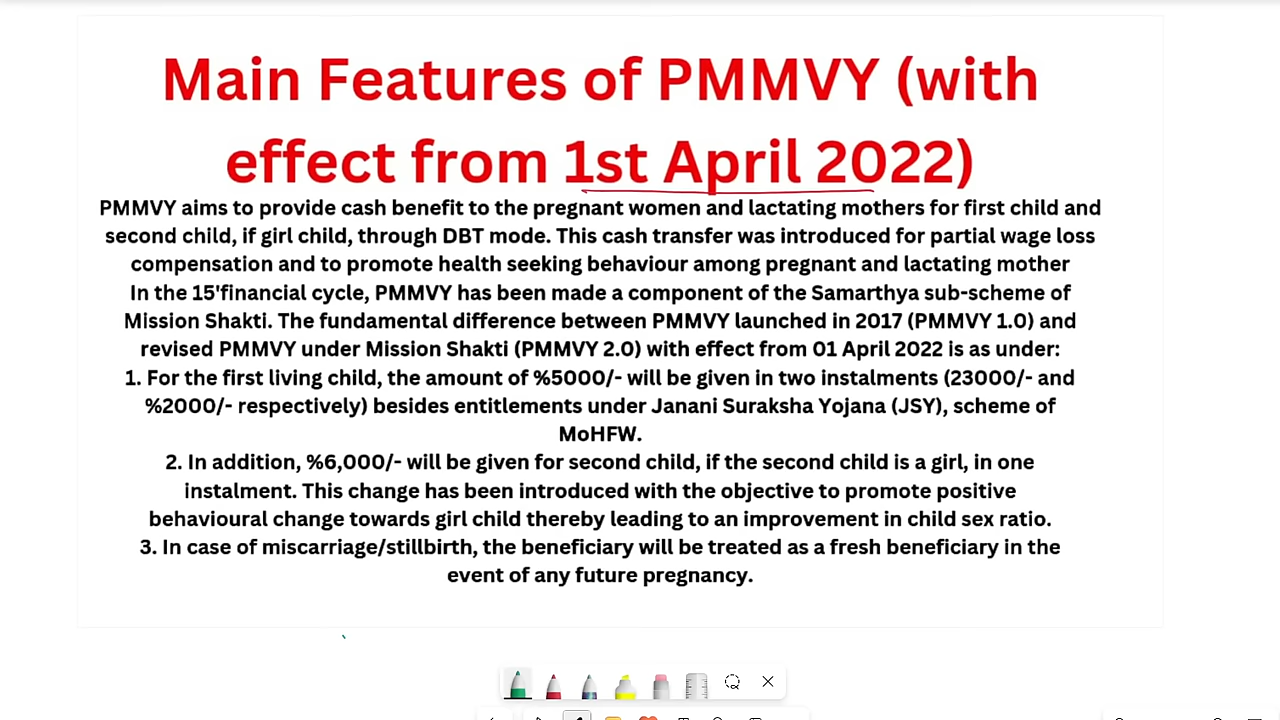 Main Features of PMMVY (with
effect from 1st April 2022)
PMMVY aims to provide cash benefit to the pregnant women and lactating mothers for first child and
second child, if girl child, through DBT mode. This cash transfer was introduced for partial wage loss
compensation and to promote health seeking behaviour among pregnant and lactating mother
In the 15'financial cycle, PMMVY has been made a component of the Samarthya sub-scheme of
Mission Shakti. The fundamental difference between PMMVY launched in 2017 (PMMVY 1.0) and
revised PMMVY under Mission Shakti (PMMVY 2.0) with effect from 01 April 2022 is as under:
1. For the first living child, the amount of %5000/- will be given in two instalments (23000/- and
%2000/- respectively) besides entitlements under Janani Suraksha Yojana (JSY), scheme of
MoHFW.
2. In addition, %6,000/- will be given for second child, if the second child is a girl, in one
instalment. This change has been introduced with the objective to promote positive
behavioural change towards girl child thereby leading to an improvement in child sex ratio.
3. In case of miscarriage/stillbirth, the beneficiary will be treated as a fresh beneficiary in the
event of any future pregnancy.